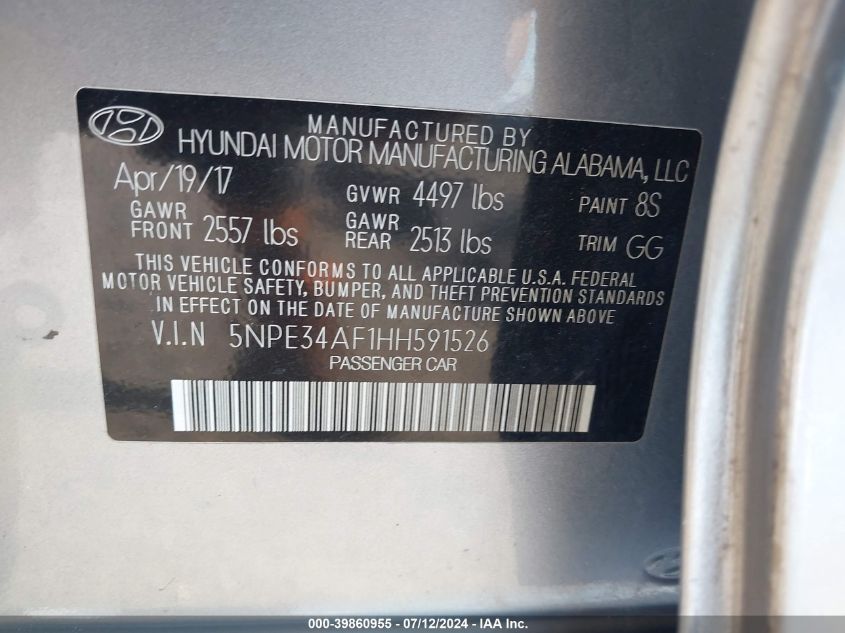 MANUFACTURED BY
HYUNDAI MOTOR MANUFACTURING ALABAMA, LLC
Apr/19/17 GVWR 4497 lbs PAINT 8S
GAWR FRONT 2557 lbs GAWR REAR 2513 lbs TRIM GG
THIS VEHICLE CONFORMS TO ALL APPLICABLE U.S.A. FEDERAL
MOTOR VEHICLE SAFETY, BUMPER, AND THEFT PREVENTION STANDARDS
IN EFFECT ON THE DATE OF MANUFACTURE SHOWN ABOVE
V.I.N 5NPE34AF1HH591526
PASSENGER CAR
000-39860955 - 07/12/2024 - IAA Inc.